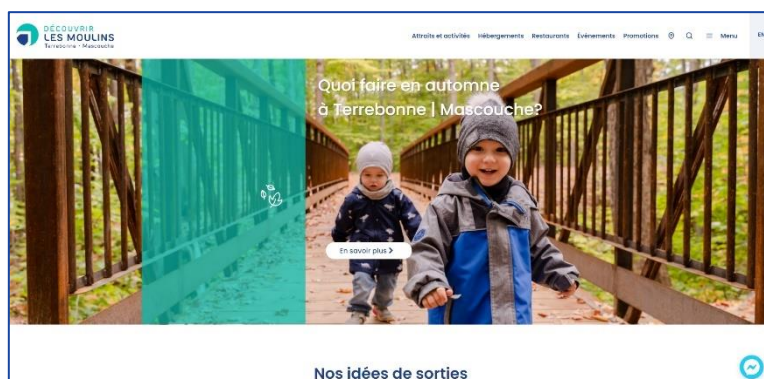 DÉCOUVRIR
LES MOULINS
Terrebonne • Mascouche
Attraits et activités Hébergements Restaurants Événements Promotions Menu EN
Quoi faire en automne
à Terrebonne | Mascouche?
En savoir plus
Nos idées de sorties